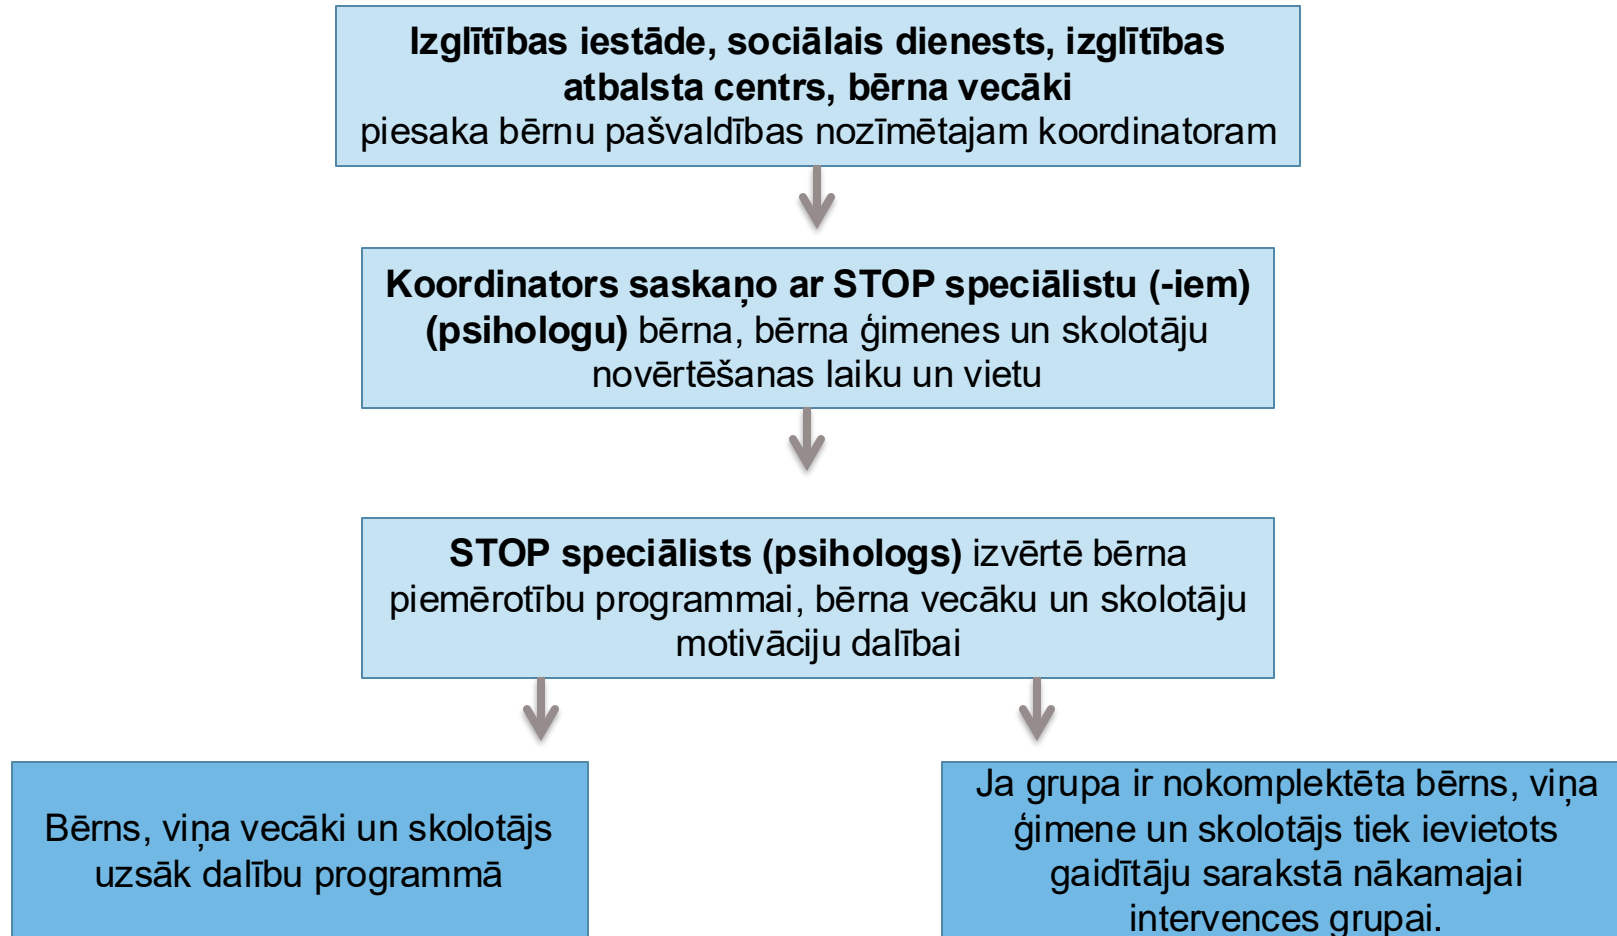 Izglītības iestāde, sociālais dienests, izglītības
atbalsta centrs, bērna vecāki
piesaka bērnu pašvaldības nozīmētajam koordinatoram
Koordinators saskaņo ar STOP speciālistu (-iem)
(psihologu) bērna, bērna ģimenes un skolotāju
novērtēšanas laiku un vietu
STOP speciālists (psihologs) izvērtē bērna
piemērotību programmai, bērna vecāku un skolotāju
motivāciju dalībai
Bērns, viņa vecāki un skolotājs
uzsāk dalību programmā
Ja grupa ir nokomplektēta bērns, viņa
ģimene un skolotājs tiek ievietots
gaidītāju sarakstā nākamajai
intervences grupai.